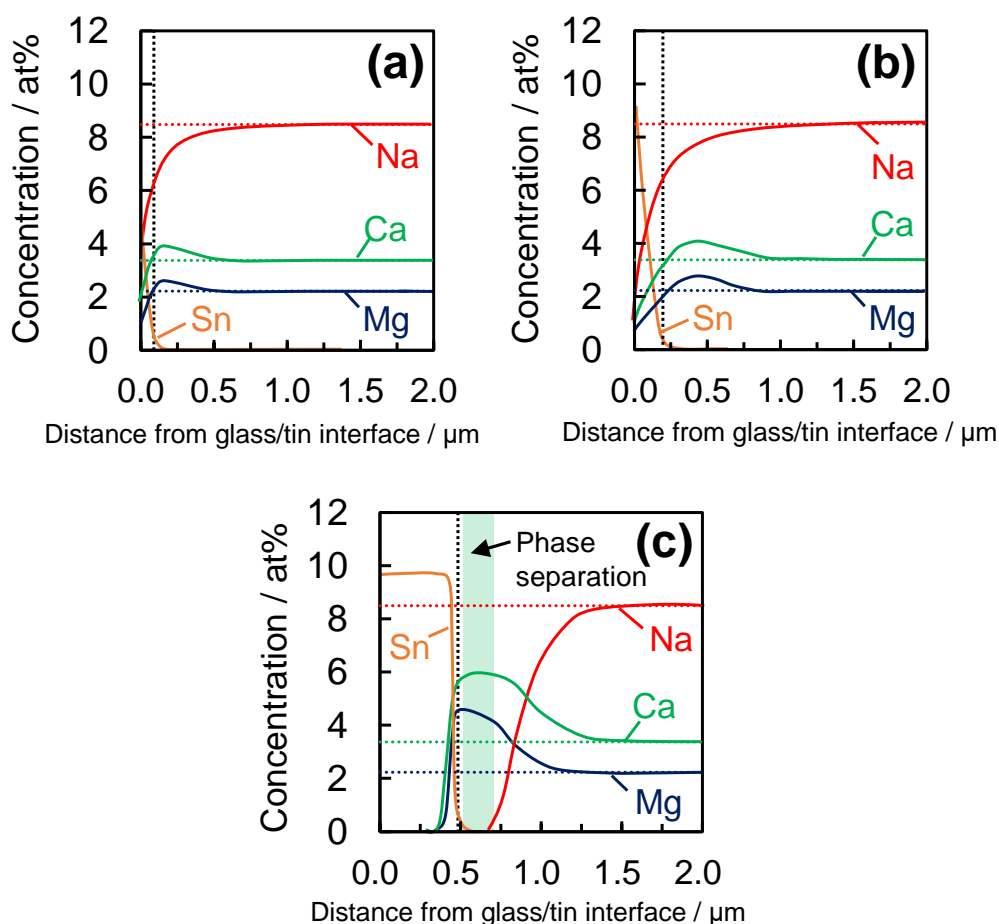 (a)
Concentration / at%
12
10
8
6
4
2
0
Na
Ca
Sn
Mg
0.0 0.5 1.0 1.5 2.0
Distance from glass/tin interface / µm
(b)
Concentration / at%
12
10
8
6
4
2
0
Na
Ca
Sn
Mg
0.0 0.5 1.0 1.5 2.0
Distance from glass/tin interface / µm
(c)
Concentration / at%
12
10
8
6
4
2
0
Phase
separation
Sn
Na
Ca
Mg
0.0 0.5 1.0 1.5 2.0
Distance from glass/tin interface / µm